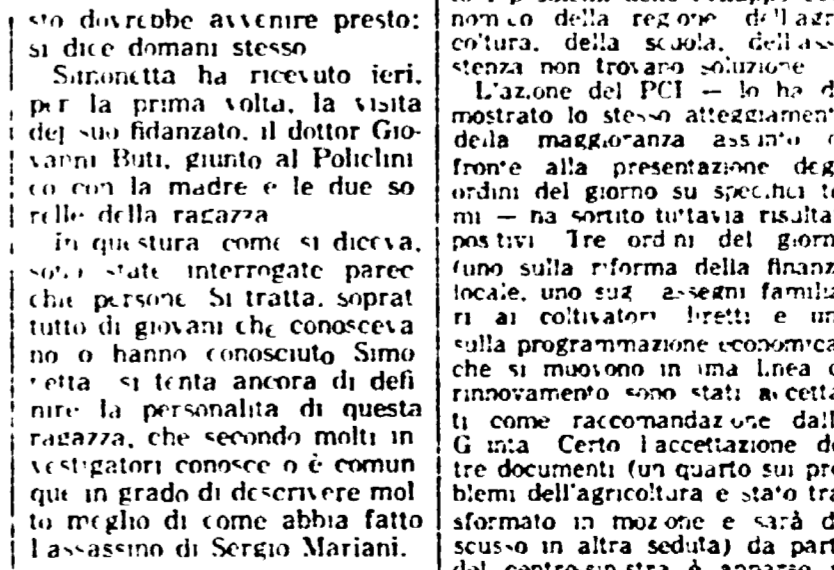 sto dovrebbe avvenire presto:
si dice domani stesso
Simonetta ha ricevuto ieri,
per la prima volta, la visita
del suo fidanzato, il dottor Gio-
vanni Buti, giunto al Policlini
co con la madre e le due so
relle della ragazza
in questura come si diceva,
sono state interrogate parec
chie persone Si tratta, soprat
tutto di giovani che conosceva
no o hanno conosciuto Simo
netta si tenta ancora di defi
nire la personalità di questa
ragazza, che secondo molti in
vestigatori conosce o è comun
que in grado di descrivere mol
to meglio di come abbia fatto
l assassino di Sergio Mariani.
nomico della regione dell'agri
coltura, della scuola, dell'ass
stenza non trovano soluzione
L'azione del PCI — lo ha d
mostrato lo stesso atteggiament
della maggioranza assunto
fronte alla presentazione deg
ordini del giorno su specifici te
mi — ha sortito tuttavia risulta
positivi Tre ordini del giorn
(uno sulla riforma della finanz
locale, uno assegni familia
ri ai coltivatori diretti e un
sulla programmazione economica
che si muovono in una linea d
rinnovamento sono stati accetta
ti come raccomandazione dall
Giunta Certo l accettazione de
tre documenti (un quarto sui pro
blemi dell'agricoltura e stato tra
sformato in mozione e sarà d
scusso in altra seduta) da part
del centro-sinistra è apparso